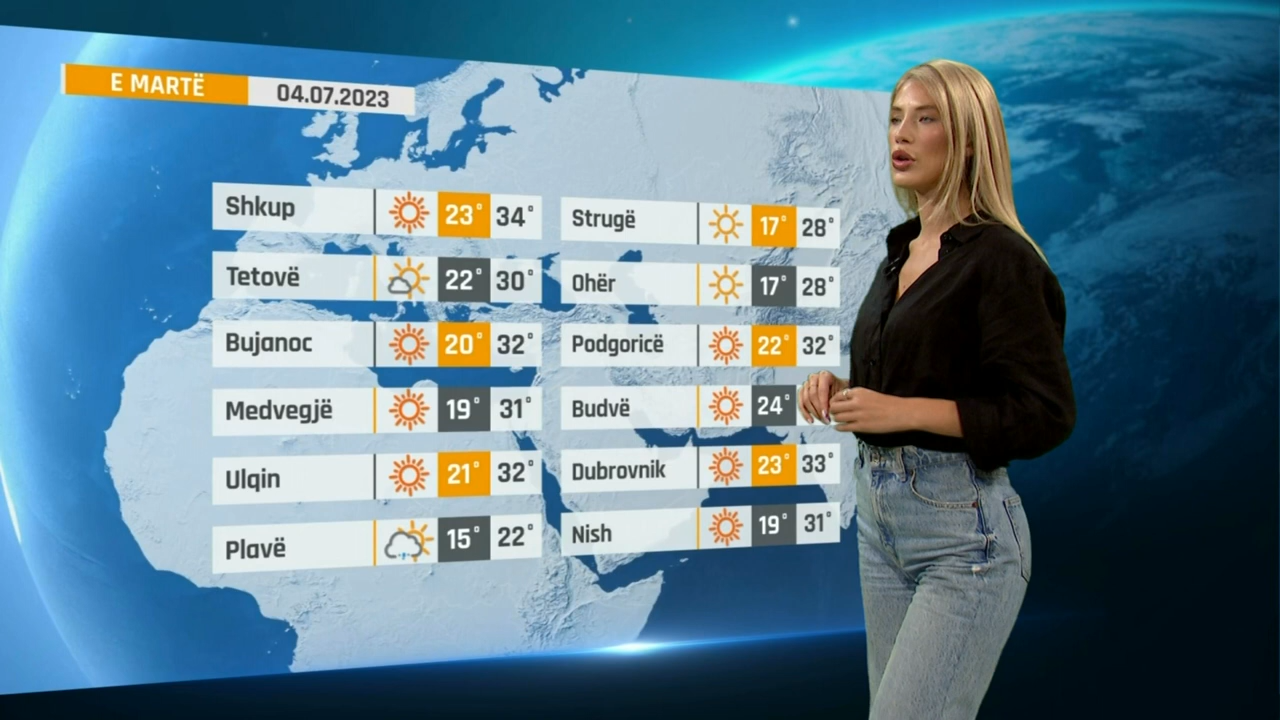 E MARTË 04.07.2023
Shkup 23° 34°
Tetovë 22° 30°
Bujanoc 20° 32°
Medvegjë 19° 31°
Ulqin 21° 32°
Plavë 15° 22°
Strugë 17° 28°
Ohër 17° 28°
Podgoricë 22° 32°
Budvë 24°
Dubrovnik 23° 33°
Nish 19° 31°